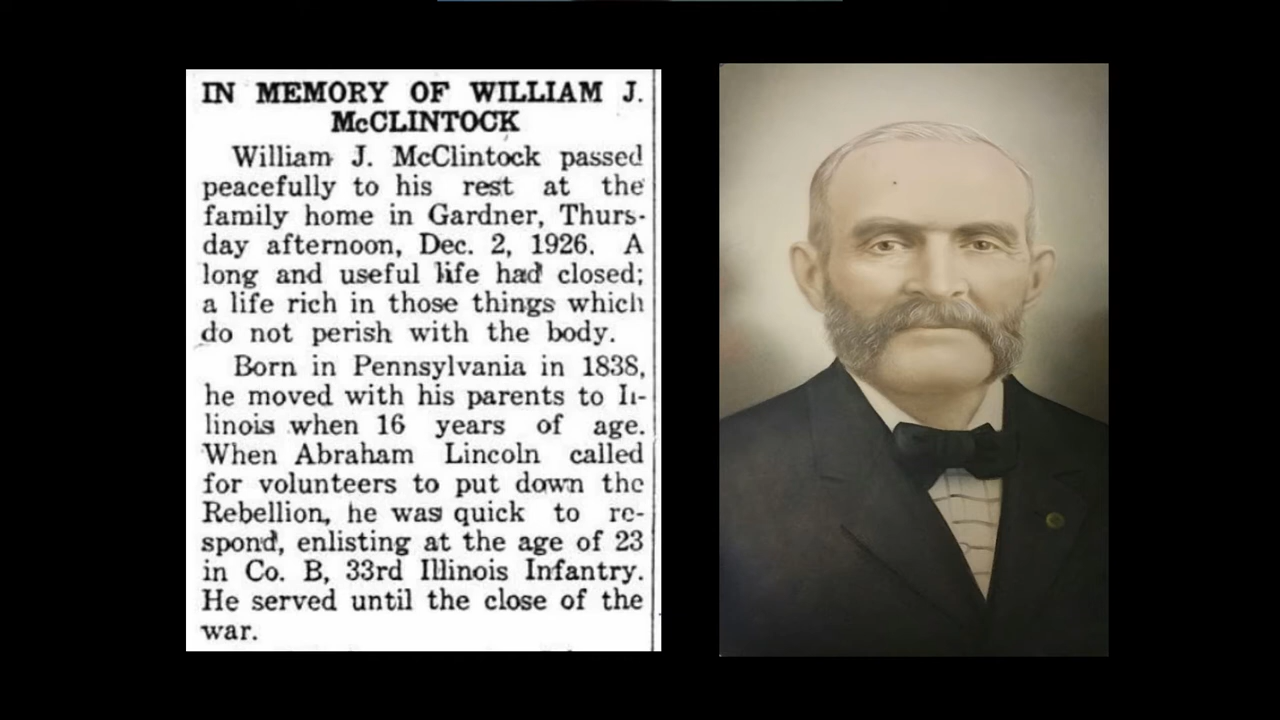 IN MEMORY OF WILLIAM J.
McCLINTOCK
William J. McClintock passed
peacefully to his rest at the
family home in Gardner, Thurs-
day afternoon, Dec. 2, 1926. A
long and useful life had closed;
a life rich in those things which
do not perish with the body.
Born in Pennsylvania in 1838,
he moved with his parents to Il-
linois when 16 years of age.
When Abraham Lincoln called
for volunteers to put down the
Rebellion, he was quick to re-
spond, enlisting at the age of 23
in Co. B, 33rd Illinois Infantry.
He served until the close of the
war.